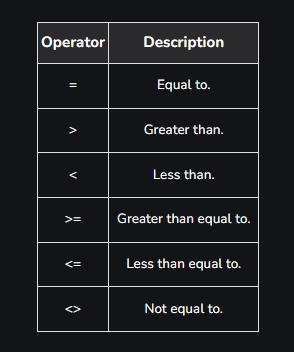 Operator Description
= Equal to.
> Greater than.
< Less than.
>= Greater than equal to.
<= Less than equal to.
<> Not equal to.